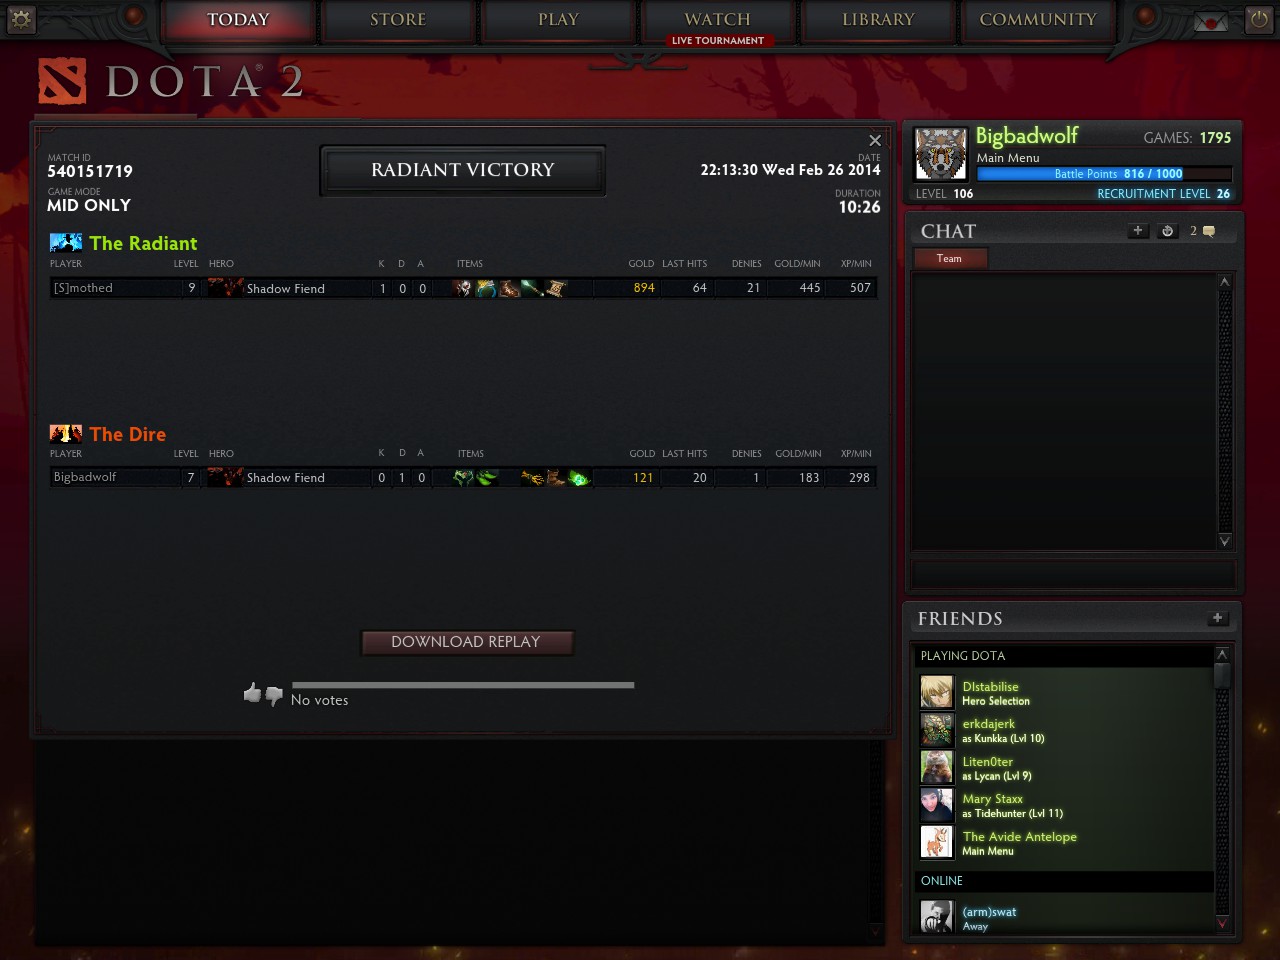 TODAY STORE PLAY WATCH LIBRARY COMMUNITY
LIVE TOURNAMENT
DOTA® 2
MATCH ID
540151719
GAME MODE
MID ONLY
RADIANT VICTORY
DATE
22:13:30 Wed Feb 26 2014
DURATION
10:26
The Radiant
PLAYER LEVEL HERO K D A ITEMS GOLD LAST HITS DENIES GOLD/MIN XP/MIN
[S]mothed 9 Shadow Fiend 1 0 0 894 64 21 445 507
The Dire
PLAYER LEVEL HERO K D A ITEMS GOLD LAST HITS DENIES GOLD/MIN XP/MIN
Bigbadwolf 7 Shadow Fiend 0 1 0 121 20 1 183 298
DOWNLOAD REPLAY
No votes
Bigbadwolf GAMES: 1795
Main Menu
Battle Points 816 / 1000
LEVEL 106 RECRUITMENT LEVEL 26
CHAT 2
Team
FRIENDS
PLAYING DOTA
DIstabilise
Hero Selection
erkdajerk
as Kunkka (Lvl 10)
Liten0ter
as Lycan (Lvl 9)
Mary Staxx
as Tidehunter (Lvl 11)
The Avide Antelope
Main Menu
ONLINE
(arm)swat
Away